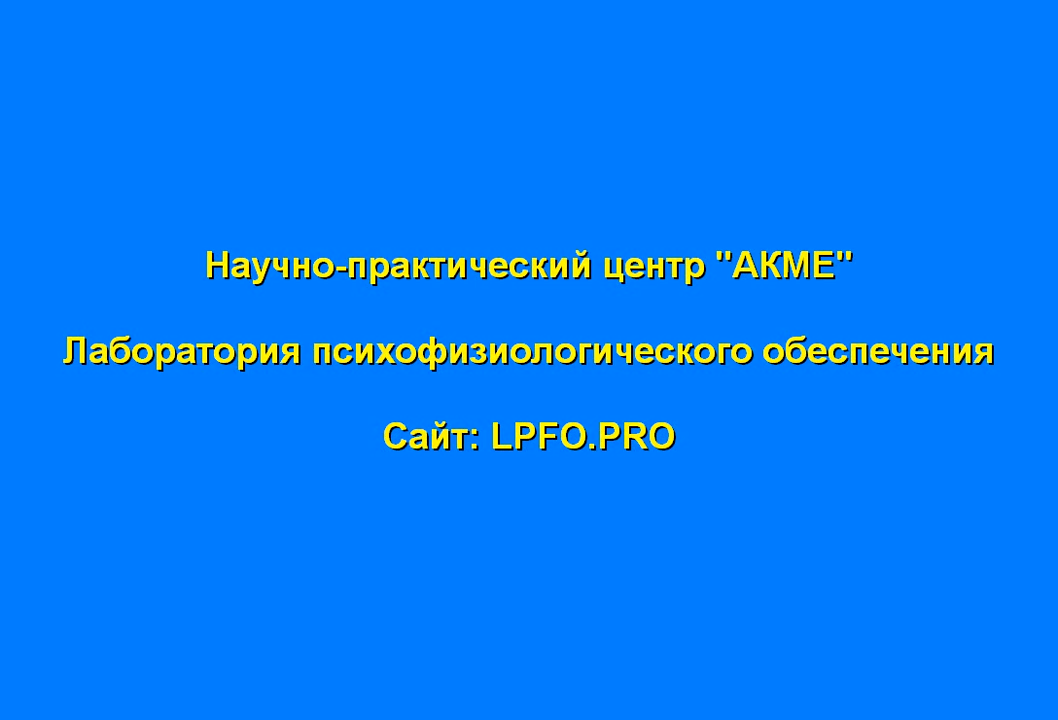 Научно-практический центр "АКМЕ"
Лаборатория психофизиологического обеспечения
Сайт: LPFO.PRO